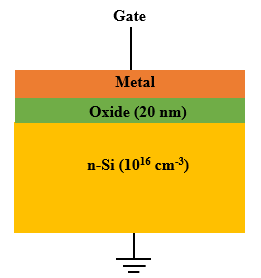 Gate
Metal
Oxide (20 nm)
n-Si (10¹⁶ cm⁻³)